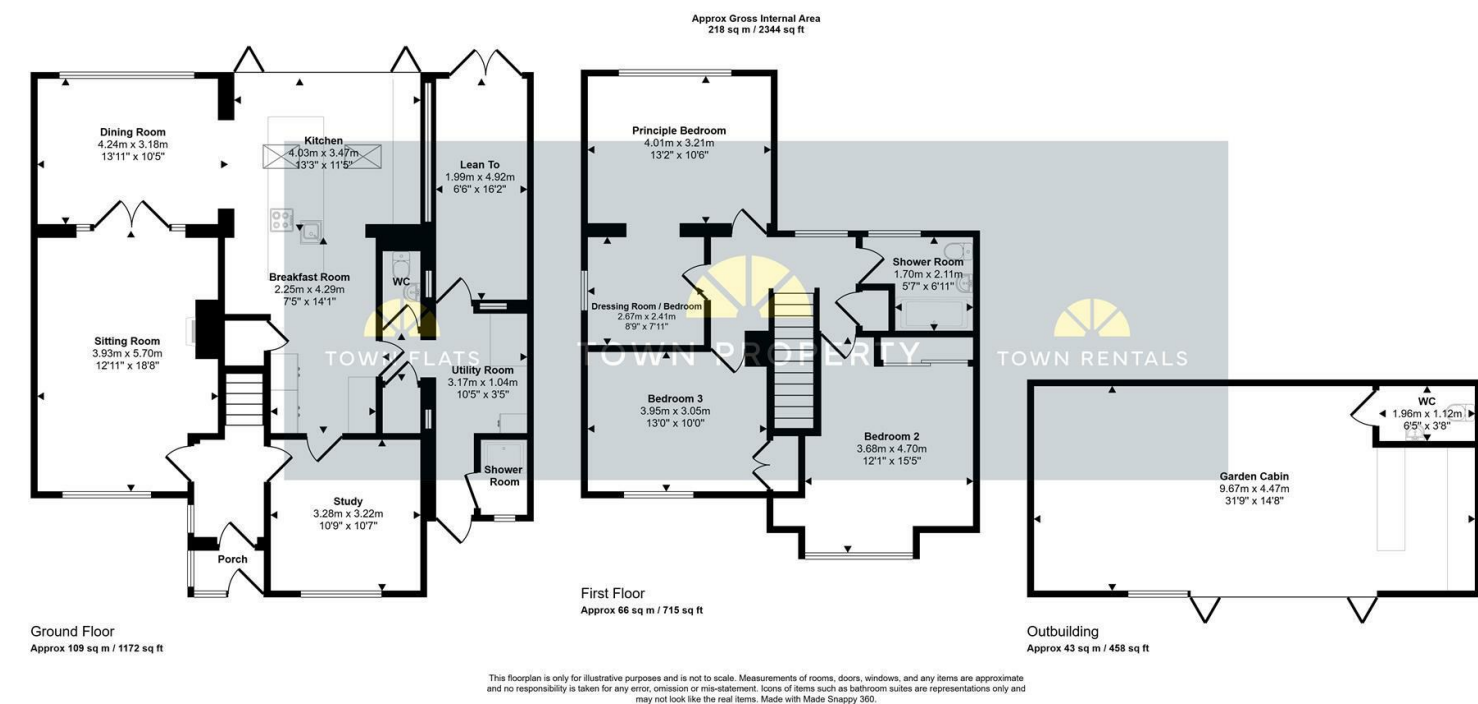 Approx Gross Internal Area
218 sq m / 2344 sq ft
Dining Room
4.24m x 3.18m
13'11" x 10'5"
Kitchen
4.03m x 3.47m
13'3" x 11'5"
Lean To
1.99m x 4.92m
6'6" x 16'2"
Breakfast Room
2.25m x 4.29m
7'5" x 14'1"
WC
Sitting Room
3.93m x 5.70m
12'11" x 18'8"
Utility Room
3.17m x 1.04m
10'5" x 3'5"
Shower
Room
Study
3.28m x 3.22m
10'9" x 10'7"
Porch
Ground Floor
Approx 109 sq m / 1172 sq ft
Principle Bedroom
4.01m x 3.21m
13'2" x 10'6"
Shower Room
1.70m x 2.11m
5'7" x 6'11"
Dressing Room / Bedroom
2.67m x 2.41m
8'9" x 7'11"
Bedroom 3
3.95m x 3.05m
13'0" x 10'0"
Bedroom 2
3.68m x 4.70m
12'1" x 15'5"
First Floor
Approx 66 sq m / 715 sq ft
TOWN FLATS
TOWN PROPERTY
TOWN RENTALS
WC
1.96m x 1.12m
6'5" x 3'8"
Garden Cabin
9.67m x 4.47m
31'9" x 14'8"
Outbuilding
Approx 43 sq m / 458 sq ft
This floorplan is only for illustrative purposes and is not to scale. Measurements of rooms, doors, windows, and any items are approximate
and no responsibility is taken for any error, omission or mis-statement. Icons of items such as bathroom suites are representations only and
may not look like the real items. Made with Made Snappy 360.